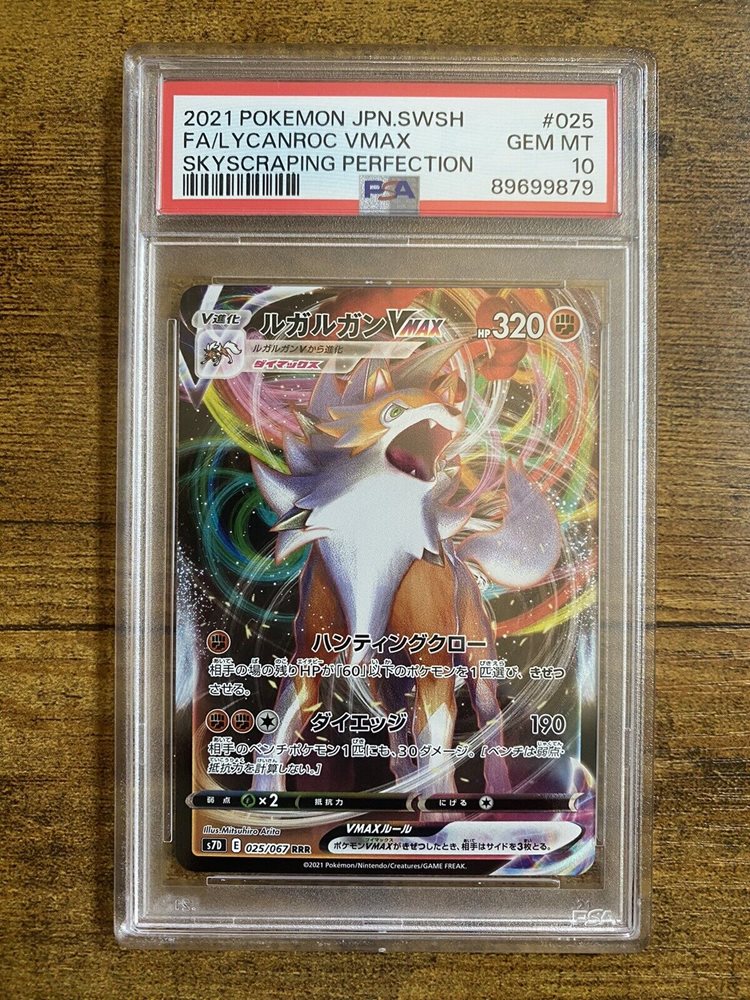 2021 POKEMON JPN.SWSH #025
FA/LYCANROC VMAX GEM MT
SKYSCRAPING PERFECTION 10
PSA 89699879
V進化 ルガルガンVMAX HP 320
ルガルガンVから進化
ダイマックス
ハンティングクロー
相手の場の残りHPが「60」以下のポケモンを1匹選び、きぜつ
させる。
ダイエッジ 190
相手のベンチポケモン1匹にも、30ダメージ。[ベンチは弱点・
抵抗力を計算しない。]
弱点 ×2 抵抗力 にげる
Illus.Mitsuhiro Arita
VMAXルール
s7D E 025/067 RRR
ポケモンVMAXがきぜつしたとき、相手はサイドを3枚とる。
©2021 Pokémon/Nintendo/Creatures/GAME FREAK.
PSA